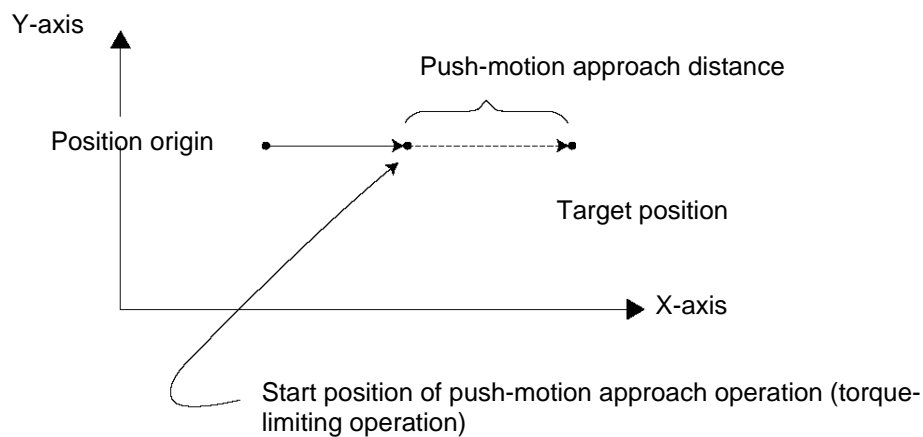 Y-axis
Push-motion approach distance
Position origin
Target position
X-axis
Start position of push-motion approach operation (torque-
limiting operation)